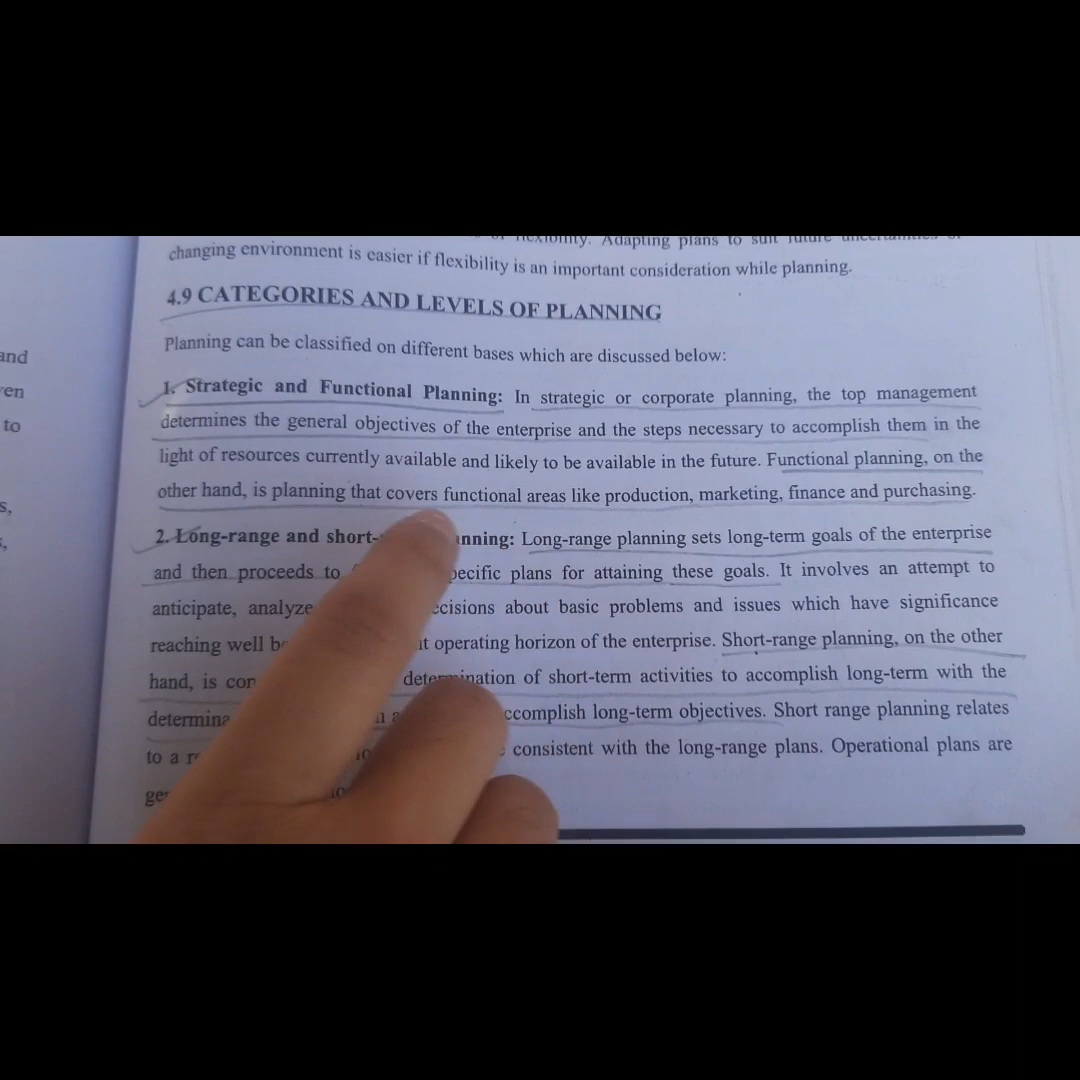 and
en
to
s,
changing environment is easier if flexibility is an important consideration while planning.
4.9 CATEGORIES AND LEVELS OF PLANNING
Planning can be classified on different bases which are discussed below:
1. Strategic and Functional Planning: In strategic or corporate planning, the top management
determines the general objectives of the enterprise and the steps necessary to accomplish them in the
light of resources currently available and likely to be available in the future. Functional planning, on the
other hand, is planning that covers functional areas like production, marketing, finance and purchasing.
2. Long-range and short- nning: Long-range planning sets long-term goals of the enterprise
and then proceeds to pecific plans for attaining these goals. It involves an attempt to
anticipate, analyze ecisions about basic problems and issues which have significance
reaching well operating horizon of the enterprise. Short-range planning, on the other
hand, is con determination of short-term activities to accomplish long-term with the
determina ccomplish long-term objectives. Short range planning relates
to a consistent with the long-range plans. Operational plans are